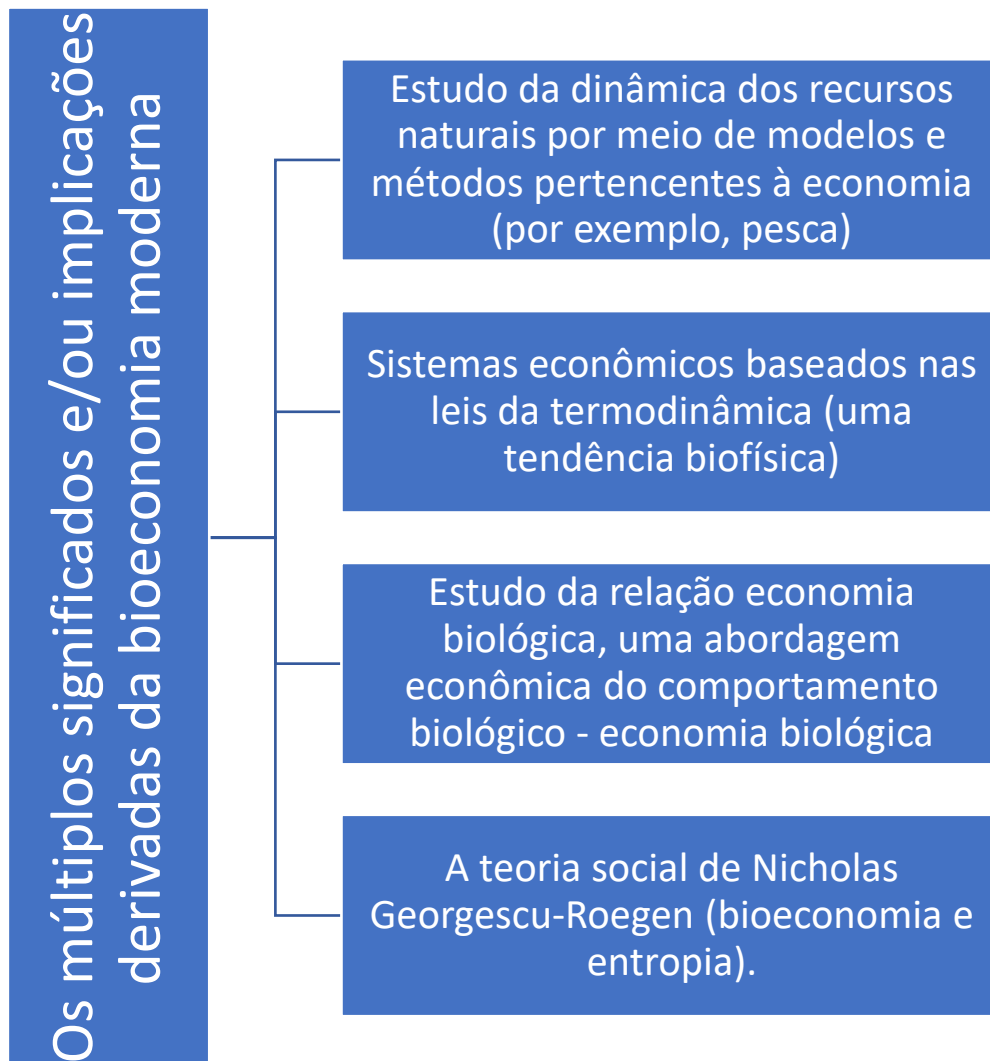 Os múltiplos significados e/ou implicações
derivadas da bioeconomia moderna
Estudo da dinâmica dos recursos
naturais por meio de modelos e
métodos pertencentes à economia
(por exemplo, pesca)
Sistemas econômicos baseados nas
leis da termodinâmica (uma
tendência biofísica)
Estudo da relação economia
biológica, uma abordagem
econômica do comportamento
biológico - economia biológica
A teoria social de Nicholas
Georgescu-Roegen (bioeconomia e
entropia).